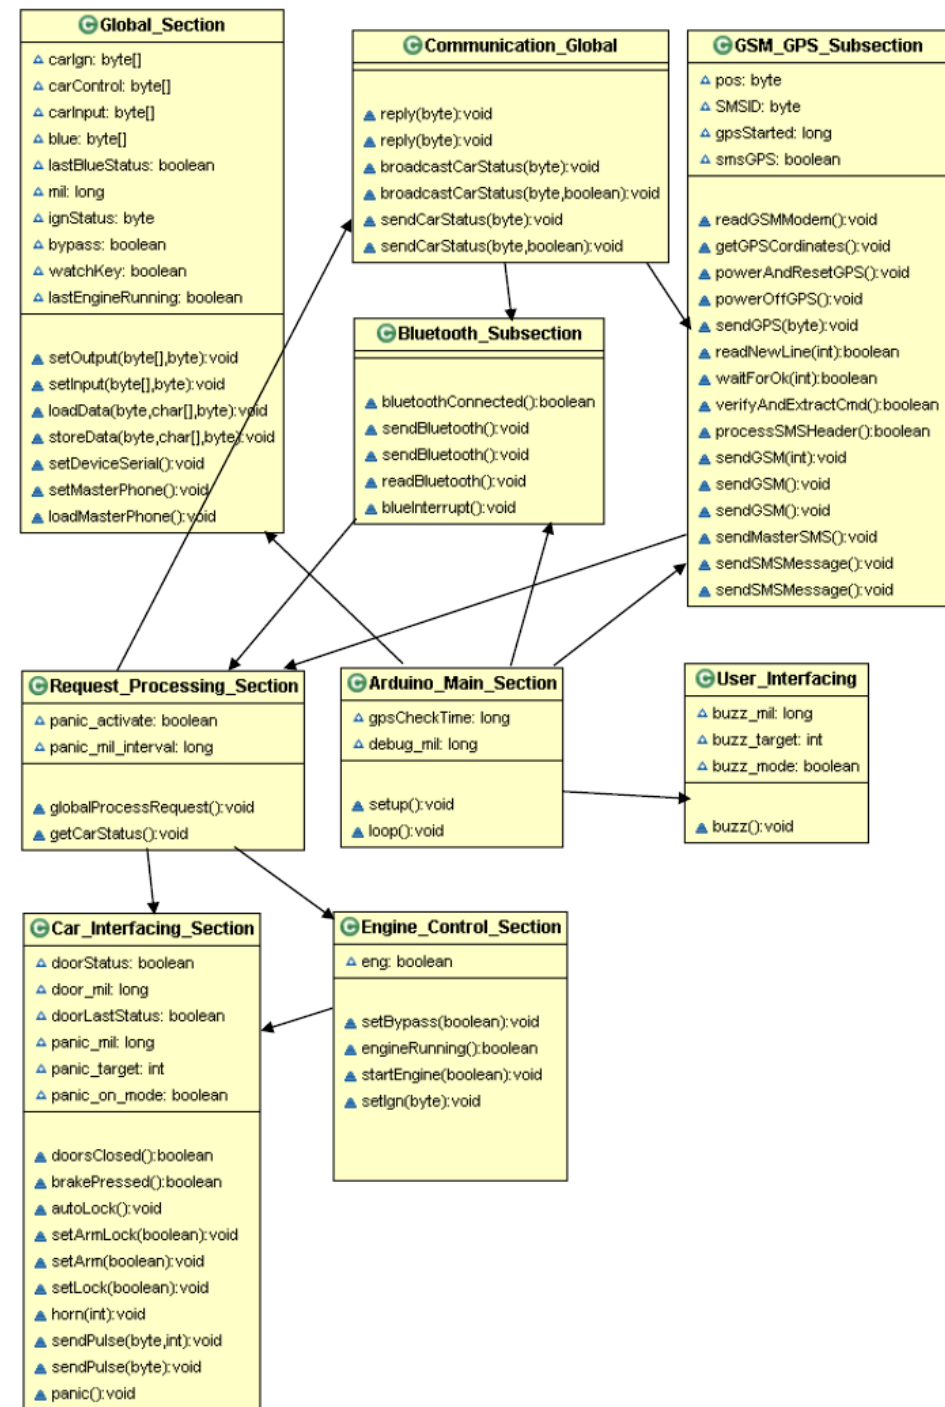 Global_Section
carIgn: byte[]
carControl: byte[]
carInput: byte[]
blue: byte[]
lastBlueStatus: boolean
mil: long
ignStatus: byte
bypass: boolean
watchKey: boolean
lastEngineRunning: boolean
setOutput(byte[],byte):void
setInput(byte[],byte):void
loadData(byte,char[],byte):void
storeData(byte,char[],byte):void
setDeviceSerial():void
setMasterPhone():void
loadMasterPhone():void
Communication_Global
reply(byte):void
reply(byte):void
broadcastCarStatus(byte):void
broadcastCarStatus(byte,boolean):void
sendCarStatus(byte):void
sendCarStatus(byte,boolean):void
GSM_GPS_Subsection
pos: byte
SMSID: byte
gpsStarted: long
smsGPS: boolean
readGSMModem():void
getGPSCordinates():void
powerAndResetGPS():void
powerOffGPS():void
sendGPS(byte):void
readNewLine(int):boolean
waitForOk(int):boolean
verifyAndExtractCmd():boolean
processSMSHeader():boolean
sendGSM(int):void
sendGSM():void
sendGSM():void
sendMasterSMS():void
sendSMSMessage():void
sendSMSMessage():void
Bluetooth_Subsection
bluetoothConnected():boolean
sendBluetooth():void
sendBluetooth():void
readBluetooth():void
blueInterrupt():void
Request_Processing_Section
panic_activate: boolean
panic_mil_interval: long
globalProcessRequest():void
getCarStatus():void
Arduino_Main_Section
gpsCheckTime: long
debug_mil: long
setup():void
loop():void
User_Interfacing
buzz_mil: long
buzz_target: int
buzz_mode: boolean
buzz():void
Car_Interfacing_Section
doorStatus: boolean
door_mil: long
doorLastStatus: boolean
panic_mil: long
panic_target: int
panic_on_mode: boolean
doorsClosed():boolean
brakePressed():boolean
autoLock():void
setArmLock(boolean):void
setArm(boolean):void
setLock(boolean):void
horn(int):void
sendPulse(byte,int):void
sendPulse(byte):void
panic():void
Engine_Control_Section
eng: boolean
setBypass(boolean):void
engineRunning():boolean
startEngine(boolean):void
setIgn(byte):void